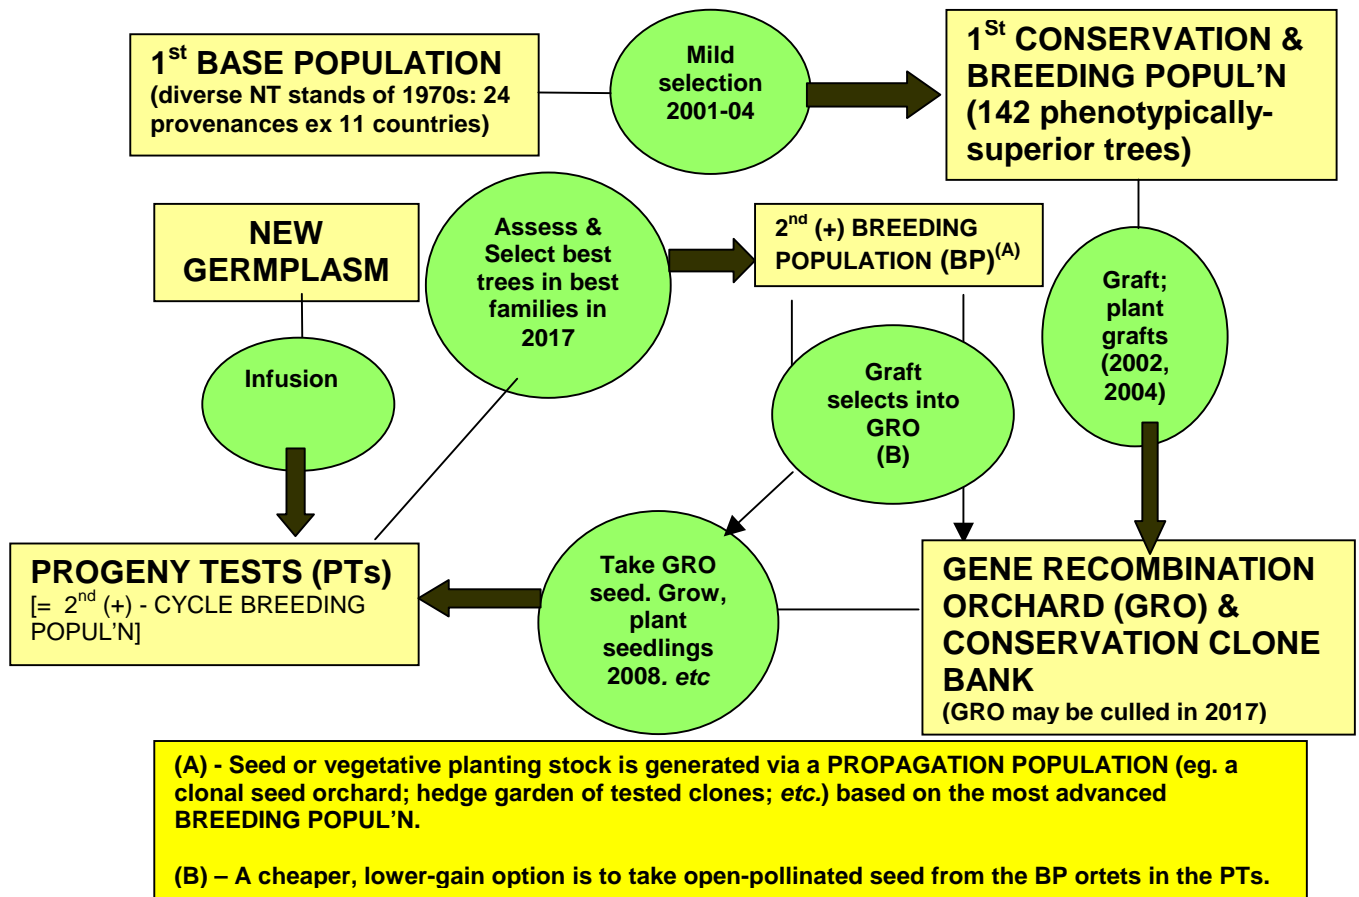 1st BASE POPULATION
(diverse NT stands of 1970s: 24
provenances ex 11 countries)
Mild
selection
2001-04
1St CONSERVATION &
BREEDING POPUL’N
(142 phenotypically-
superior trees)
NEW
GERMPLASM
Assess &
Select best
trees in best
families in
2017
2nd (+) BREEDING
POPULATION (BP)(A)
Graft;
plant
grafts
(2002,
2004)
Infusion
Graft
selects into
GRO
(B)
PROGENY TESTS (PTs)
[= 2nd (+) - CYCLE BREEDING
POPUL’N]
Take GRO
seed. Grow,
plant
seedlings
2008. etc
GENE RECOMBINATION
ORCHARD (GRO) &
CONSERVATION CLONE
BANK
(GRO may be culled in 2017)
(A) - Seed or vegetative planting stock is generated via a PROPAGATION POPULATION (eg. a
clonal seed orchard; hedge garden of tested clones; etc.) based on the most advanced
BREEDING POPUL’N.
(B) – A cheaper, lower-gain option is to take open-pollinated seed from the BP ortets in the PTs.